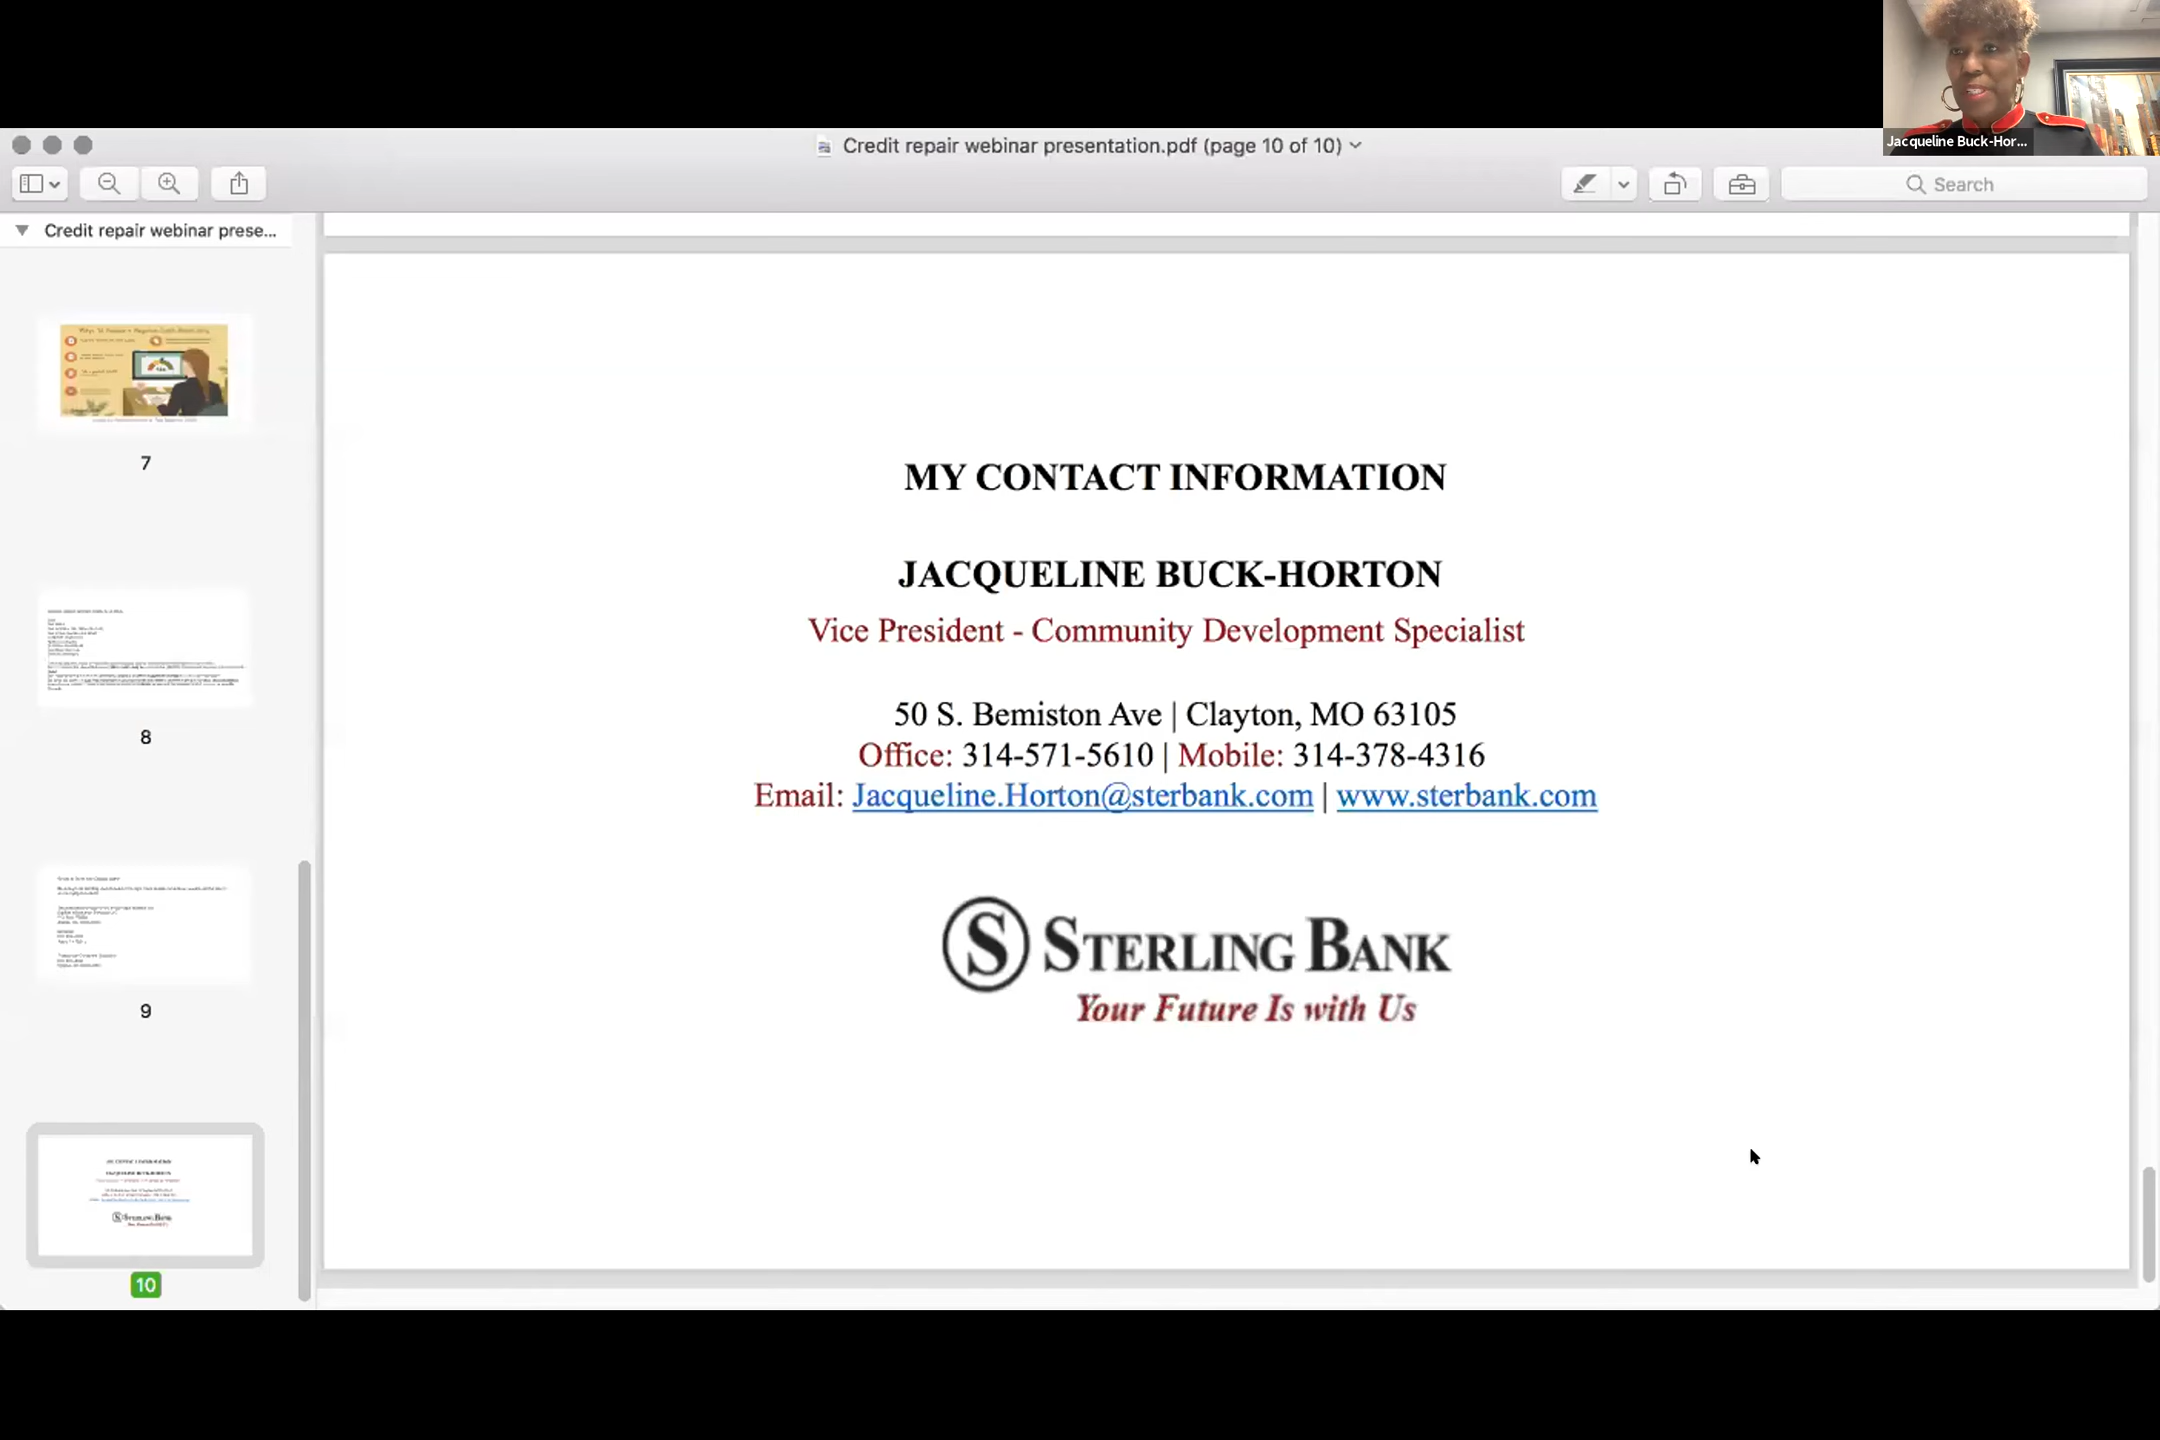 Jacqueline Buck-Hor...
Credit repair webinar presentation.pdf (page 10 of 10)
Search
Credit repair webinar prese...
7
8
9
10
MY CONTACT INFORMATION
JACQUELINE BUCK-HORTON
Vice President - Community Development Specialist
50 S. Bemiston Ave | Clayton, MO 63105
Office: 314-571-5610 | Mobile: 314-378-4316
Email: Jacqueline.Horton@sterbank.com | www.sterbank.com
S STERLING BANK
Your Future Is with Us